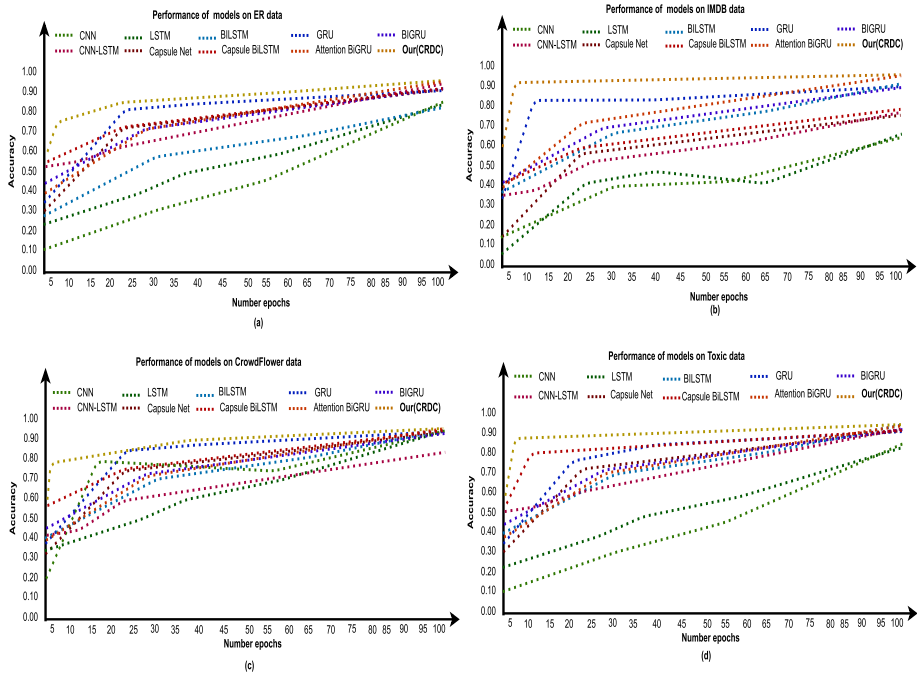 Performance of models on ER data
CNN LSTM BILSTM GRU BIGRU
CNN-LSTM Capsule Net Capsule BiLSTM Attention BiGRU Our(CRDC)
1.00
0.90
0.80
0.70
0.60
0.50
0.40
0.30
0.20
0.10
0.00
Accuracy
5 10 15 20 25 30 35 40 45 50 55 60 65 70 75 80 85 90 95 100
Number epochs
(a)
Performance of models on IMDB data
CNN LSTM BILSTM GRU BIGRU
CNN-LSTM Capsule Net Capsule BiLSTM Attention BiGRU Our(CRDC)
1.00
0.90
0.80
0.70
0.60
0.50
0.40
0.30
0.20
0.10
0.00
Accuracy
5 10 15 20 25 30 35 40 45 50 55 60 65 70 75 80 85 90 95 100
Number epochs
(b)
Performance of models on CrowdFlower data
CNN LSTM BILSTM GRU BIGRU
CNN-LSTM Capsule Net Capsule BiLSTM Attention BiGRU Our(CRDC)
1.00
0.90
0.80
0.70
0.60
0.50
0.40
0.30
0.20
0.10
0.00
Accuracy
5 10 15 20 25 30 35 40 45 50 55 60 65 70 75 80 85 90 95 100
Number epochs
(c)
Performance of models on Toxic data
CNN LSTM BILSTM GRU BIGRU
CNN-LSTM Capsule Net Capsule BiLSTM Attention BiGRU Our(CRDC)
1.00
0.90
0.80
0.70
0.60
0.50
0.40
0.30
0.20
0.10
0.00
Accuracy
5 10 15 20 25 30 35 40 45 50 55 60 65 70 75 80 85 90 95 100
Number epochs
(d)